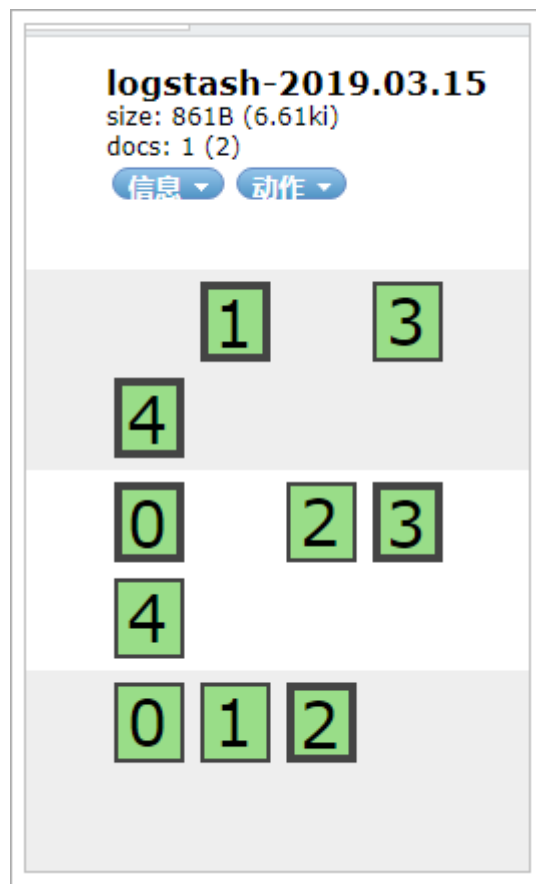 logstash-2019.03.15
size: 861B (6.61ki)
docs: 1 (2)
信息 动作
1 3
4
0 2 3
4
0 1 2